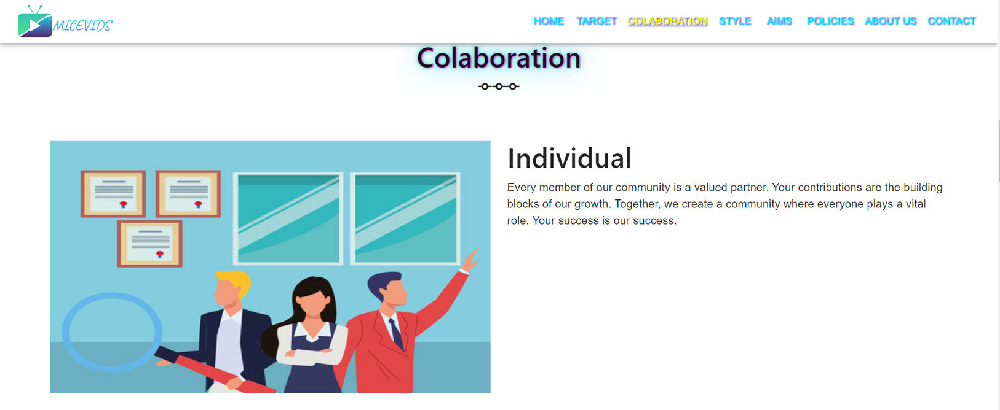 MICEVIDS
HOME TARGET COLABORATION STYLE AIMS POLICIES ABOUT US CONTACT
Colaboration
Individual
Every member of our community is a valued partner. Your contributions are the building
blocks of our growth. Together, we create a community where everyone plays a vital
role. Your success is our success.